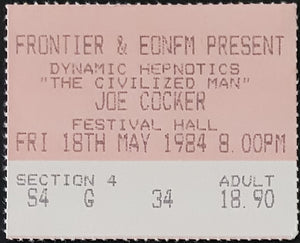 FRONTIER & EONFM PRESENT
DYNAMIC HEPNOTICS
"THE CIVILIZED MAN"
JOE COCKER
FESTIVAL HALL
FRI 18TH MAY 1984 8.00PM
SECTION 4 ADULT
S4 G 34 18.90